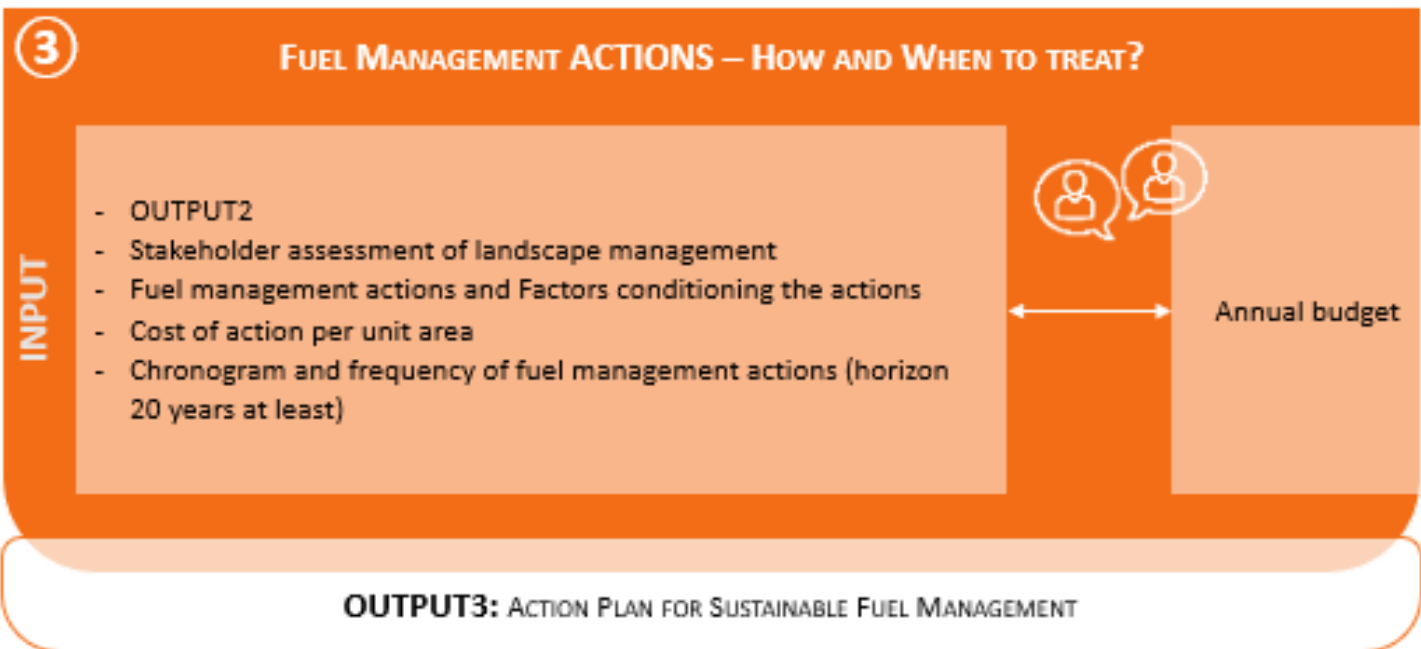 3
FUEL MANAGEMENT ACTIONS – HOW AND WHEN TO TREAT?
INPUT
- OUTPUT2
- Stakeholder assessment of landscape management
- Fuel management actions and Factors conditioning the actions
- Cost of action per unit area
- Chronogram and frequency of fuel management actions (horizon
20 years at least)
Annual budget
OUTPUT3: ACTION PLAN FOR SUSTAINABLE FUEL MANAGEMENT